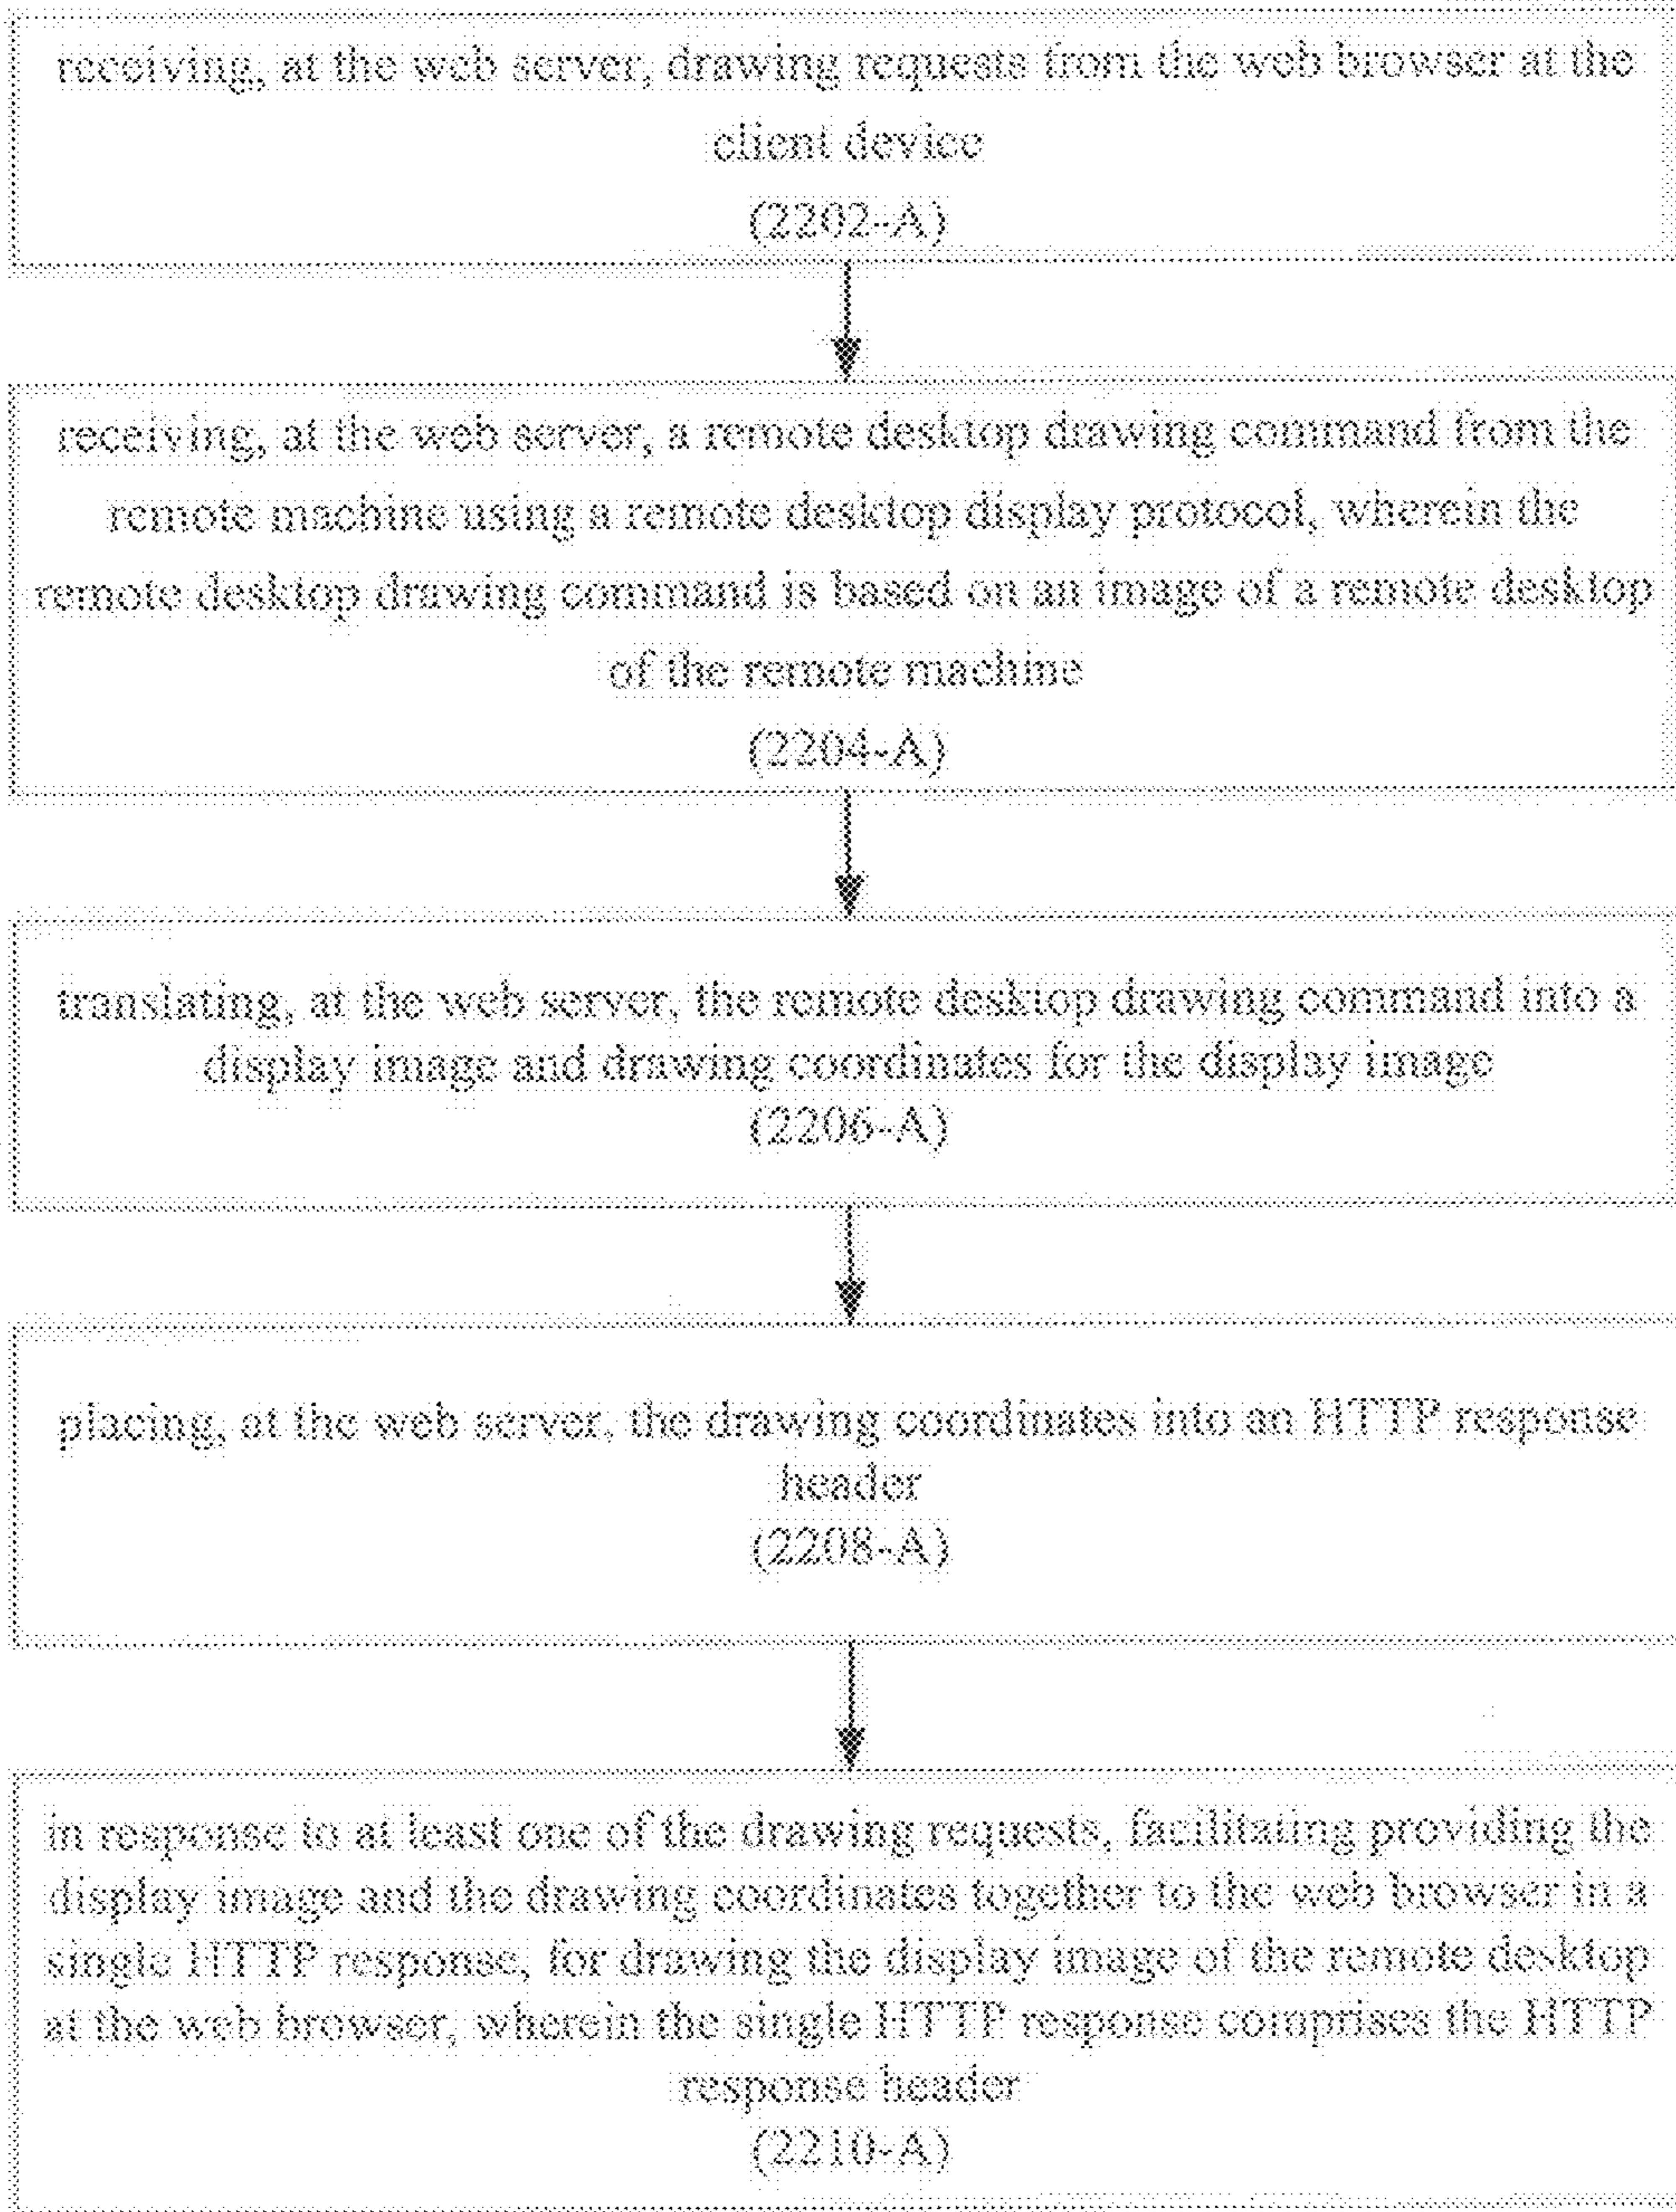 receiving, at the web server, drawing requests from the web browser at the
client device
(2202-A)
receiving, at the web server, a remote desktop drawing command from the
remote machine using a remote desktop display protocol, wherein the
remote desktop drawing command is based on an image of a remote desktop
of the remote machine
(2204-A)
translating, at the web server, the remote desktop drawing command into a
display image and drawing coordinates for the display image
(2206-A)
placing, at the web server, the drawing coordinates into an HTTP response
header
(2208-A)
in response to at least one of the drawing requests, facilitating providing the
display image and the drawing coordinates together to the web browser in a
single HTTP response, for drawing the display image of the remote desktop
at the web browser, wherein the single HTTP response comprises the HTTP
response header
(2210-A)